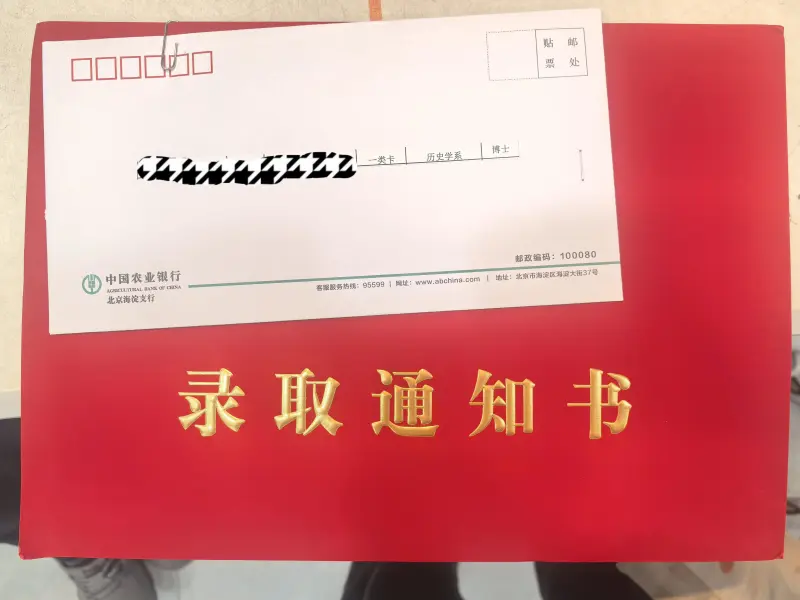 贴 邮
票 处
一类卡 历史学系 博士
邮政编码：100080
中国农业银行
AGRICULTURAL BANK OF CHINA
北京海淀支行
客服服务热线：95599 | 网址：www.abchina.com | 地址：北京市海淀区海淀大街37号
录取通知书